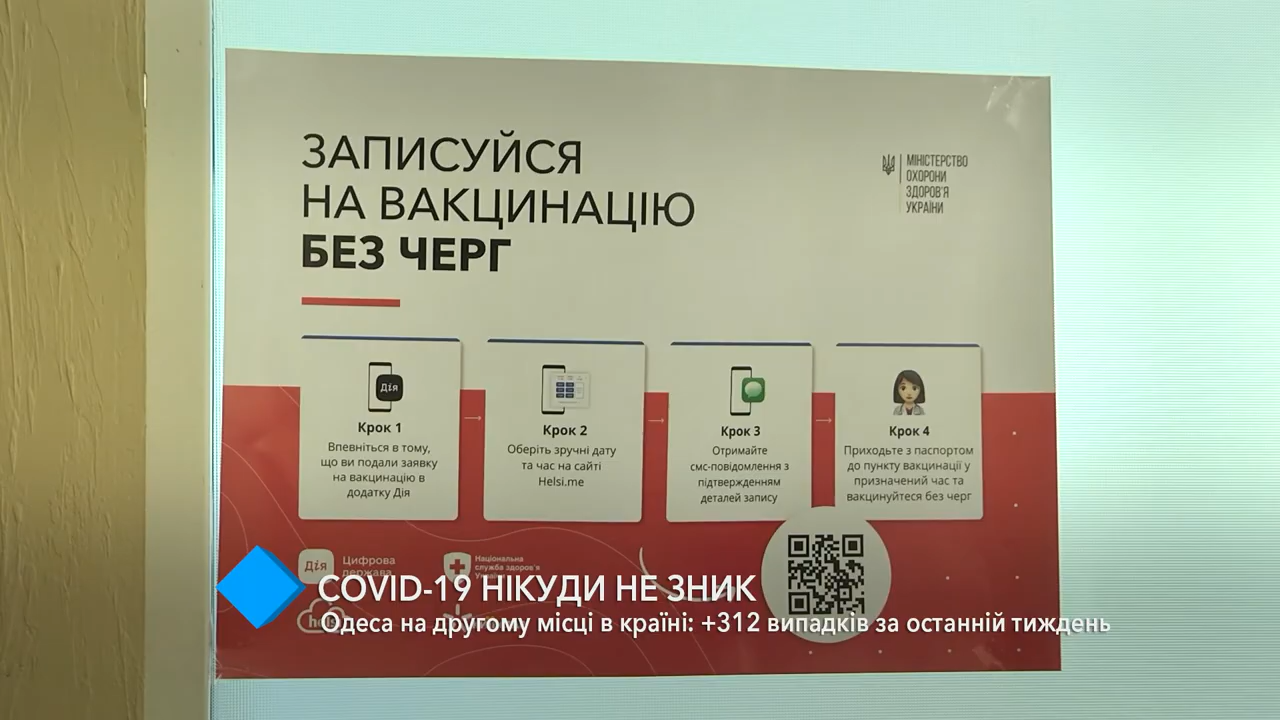 ЗАПИСУЙСЯ
НА ВАКЦИНАЦІЮ
БЕЗ ЧЕРГ
МІНІСТЕРСТВО
ОХОРОНИ
ЗДОРОВ'Я
УКРАЇНИ
Дія
Крок 1
Впевніться в тому,
що ви подали заявку
на вакцинацію в
додатку Дія
Крок 2
Оберіть зручні дату
та час на сайті
Helsi.me
Крок 3
Отримайте
смс-повідомлення з
підтвердженням
деталей запису
Крок 4
Приходьте з паспортом
до пункту вакцинації у
призначений час та
вакцинуйтеся без черг
Дія
Цифрова
держава
Національна
служба здоров'я
COVID-19 НІКУДИ НЕ ЗНИК
Одеса на другому місці в країні: +312 випадків за останній тиждень